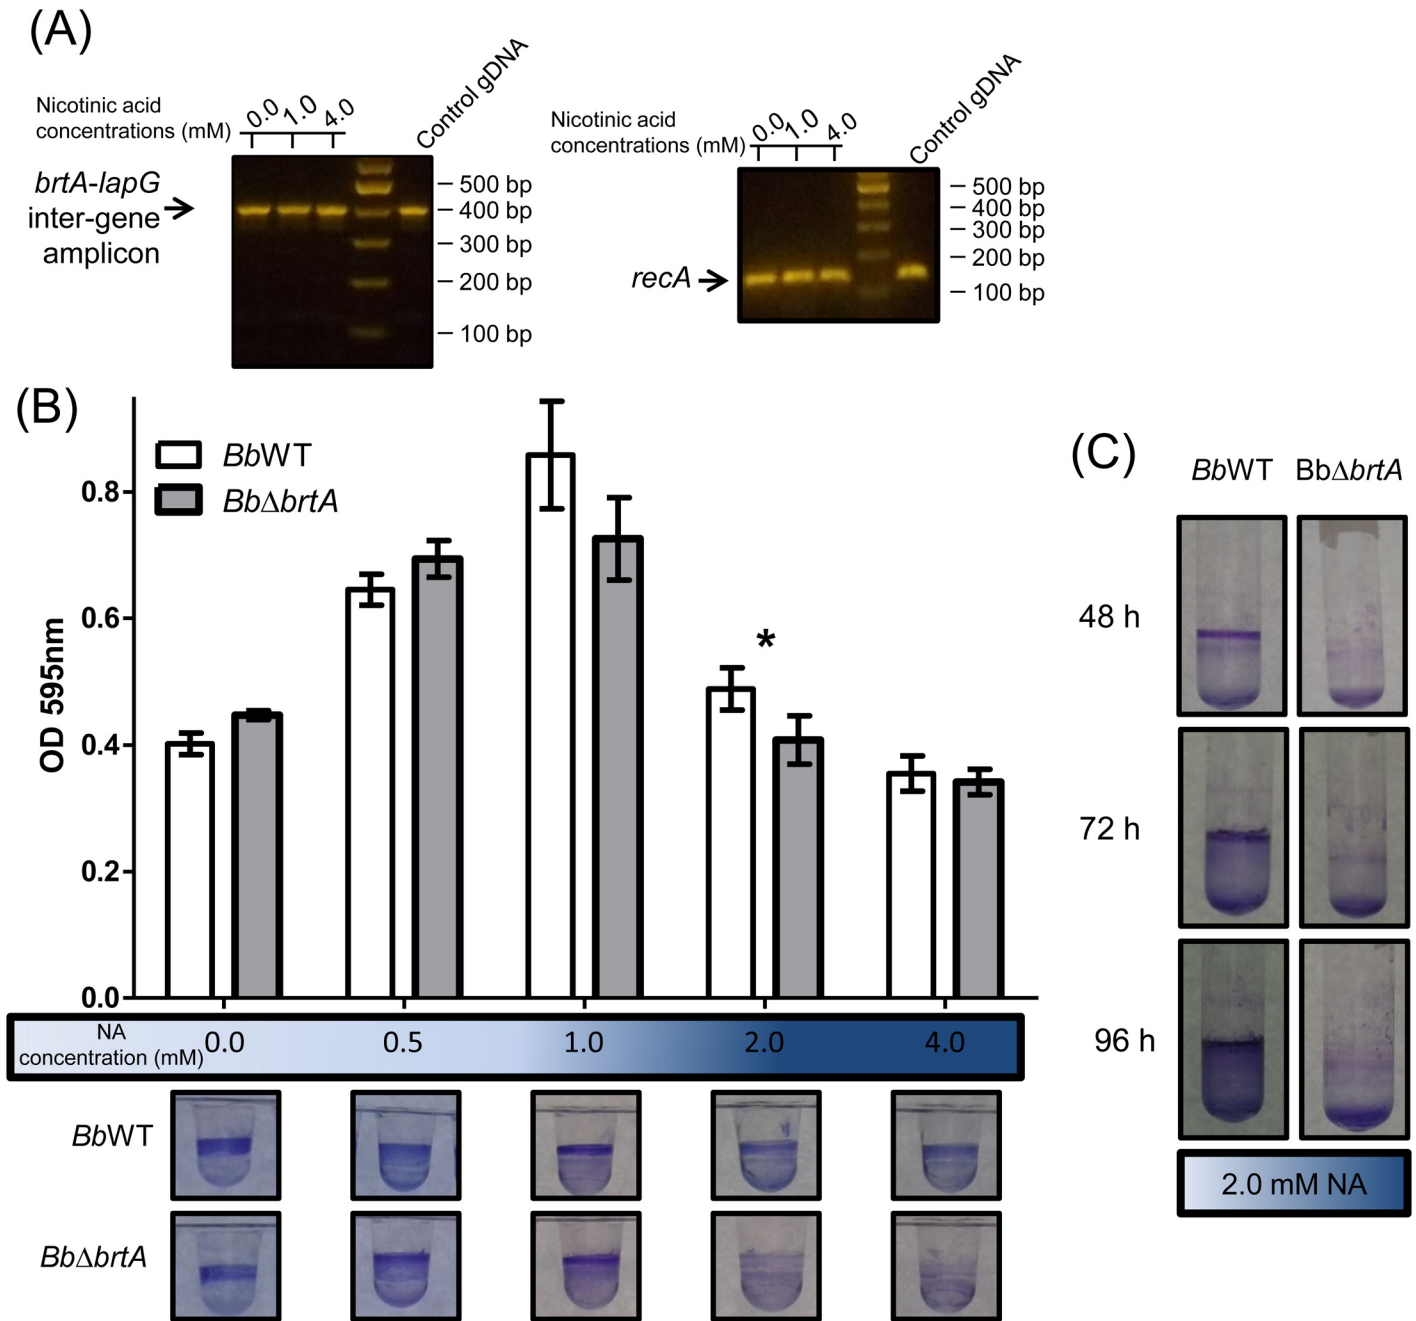 (A)
Nicotinic acid
concentrations (mM)
0.0 1.0 4.0
Control gDNA
brtA-lapG
inter-gene
amplicon
500 bp
400 bp
300 bp
200 bp
100 bp
Nicotinic acid
concentrations (mM)
0.0 1.0 4.0
Control gDNA
recA
500 bp
400 bp
300 bp
200 bp
100 bp
(B)
BbWT
BbΔbrtA
OD 595nm
0.8
0.6
0.4
0.2
0.0
*
NA
concentration (mM)
0.0 0.5 1.0 2.0 4.0
BbWT
BbΔbrtA
(C)
BbWT BbΔbrtA
48 h
72 h
96 h
2.0 mM NA